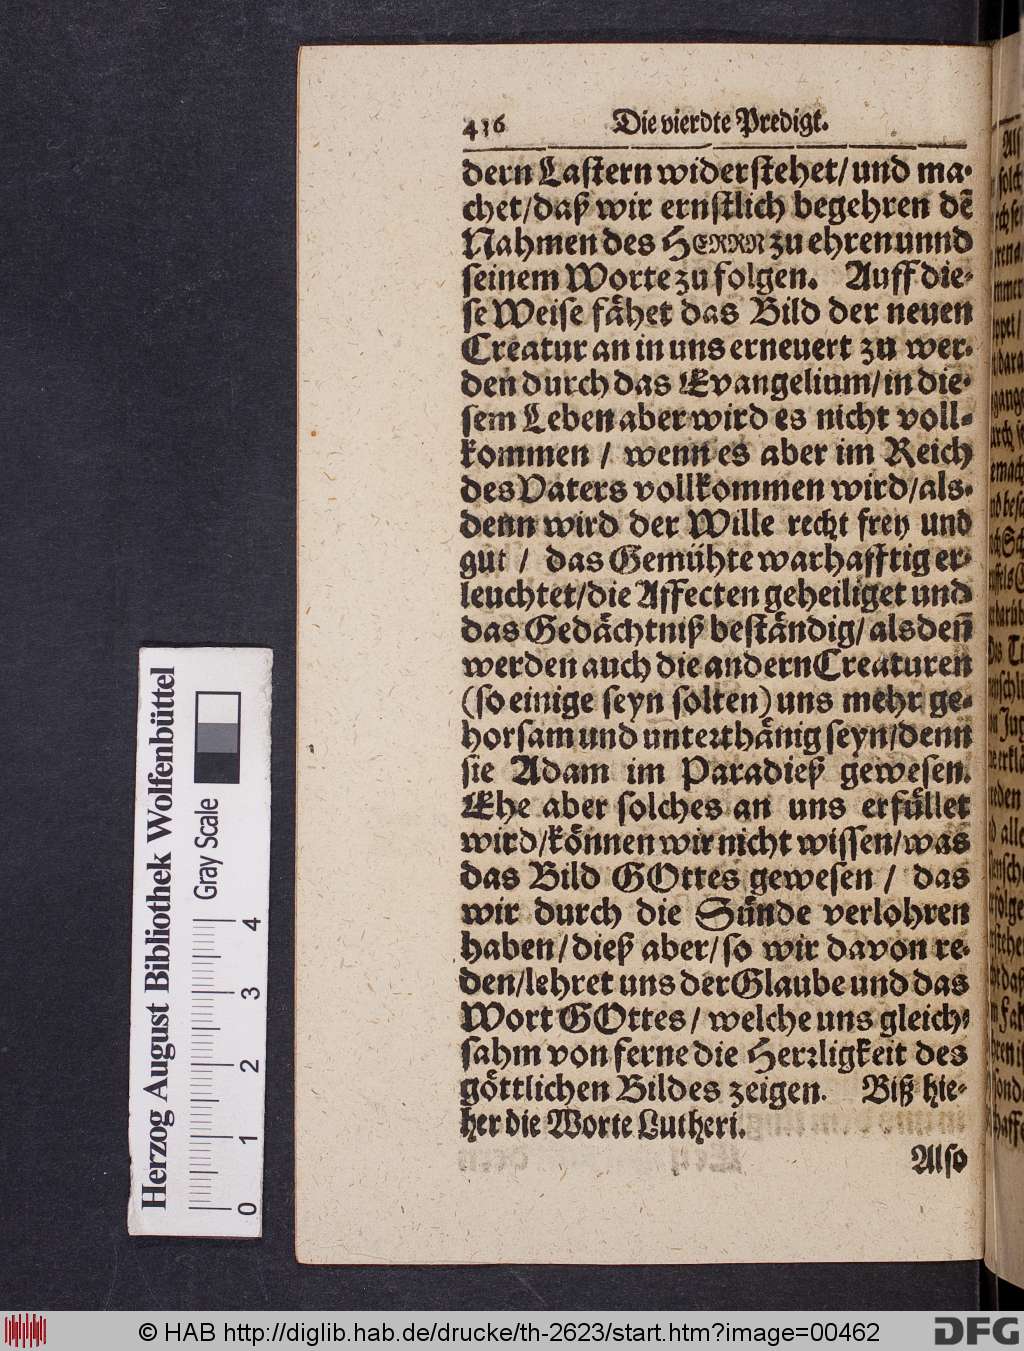 416 Die vierdte Predigt.
dern Lastern widerstehet/ und ma-
chet/daß wir ernstlich begehren dē
Nahmen des HERRN zu ehren unnd
seinem Worte zu folgen. Auff die-
se Weise fåhet das Bild der neuen
Creatur an in uns erneuert zu wer-
den durch das Evangelium/in die-
sem Leben aber wird es nicht voll-
kommen / wenn es aber im Reich
des Vaters vollkommen wird/als-
denn wird der Wille recht frey und
gut / das Gemühte warhafftig er-
leuchtet/die Affecten geheiliget und
das Gedåchtniß beståndig/ alsdeñ
werden auch die andern Creaturen
(so einige seyn solten) uns mehr ge-
horsam und unterthånig seyn/denn
sie Adam im Paradieß gewesen.
Ehe aber solches an uns erfüllet
wird/können wir nicht wissen/was
das Bild GOttes gewesen / das
wir durch die Sünde verlohren
haben/dieß aber/so wir davon re-
den/lehret uns der Glaube und das
Wort GOttes/ welche uns gleich-
sahm von ferne die Herrligkeit des
göttlichen Bildes zeigen. Biß hie-
her die Worte Lutheri.
Also
Herzog August Bibliothek Wolfenbüttel
Gray Scale
0 1 2 3 4
© HAB http://diglib.hab.de/drucke/th-2623/start.htm?image=00462
DFG